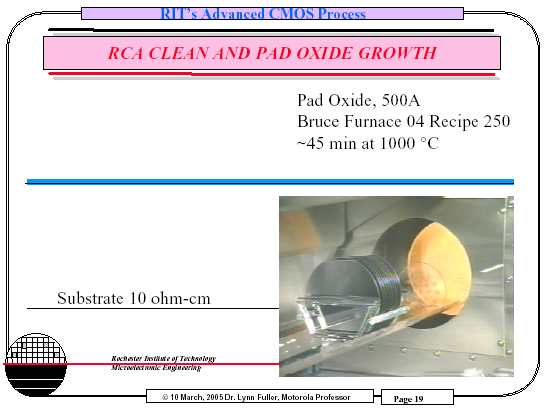 RIT's Advanced CMOS Process
RCA CLEAN AND PAD OXIDE GROWTH
Pad Oxide, 500A
Bruce Furnace 04 Recipe 250
~45 min at 1000 °C
Substrate 10 ohm-cm
Rochester Institute of Technology
Microelectronic Engineering
© 10 March, 2005 Dr. Lynn Fuller, Motorola Professor
Page 19